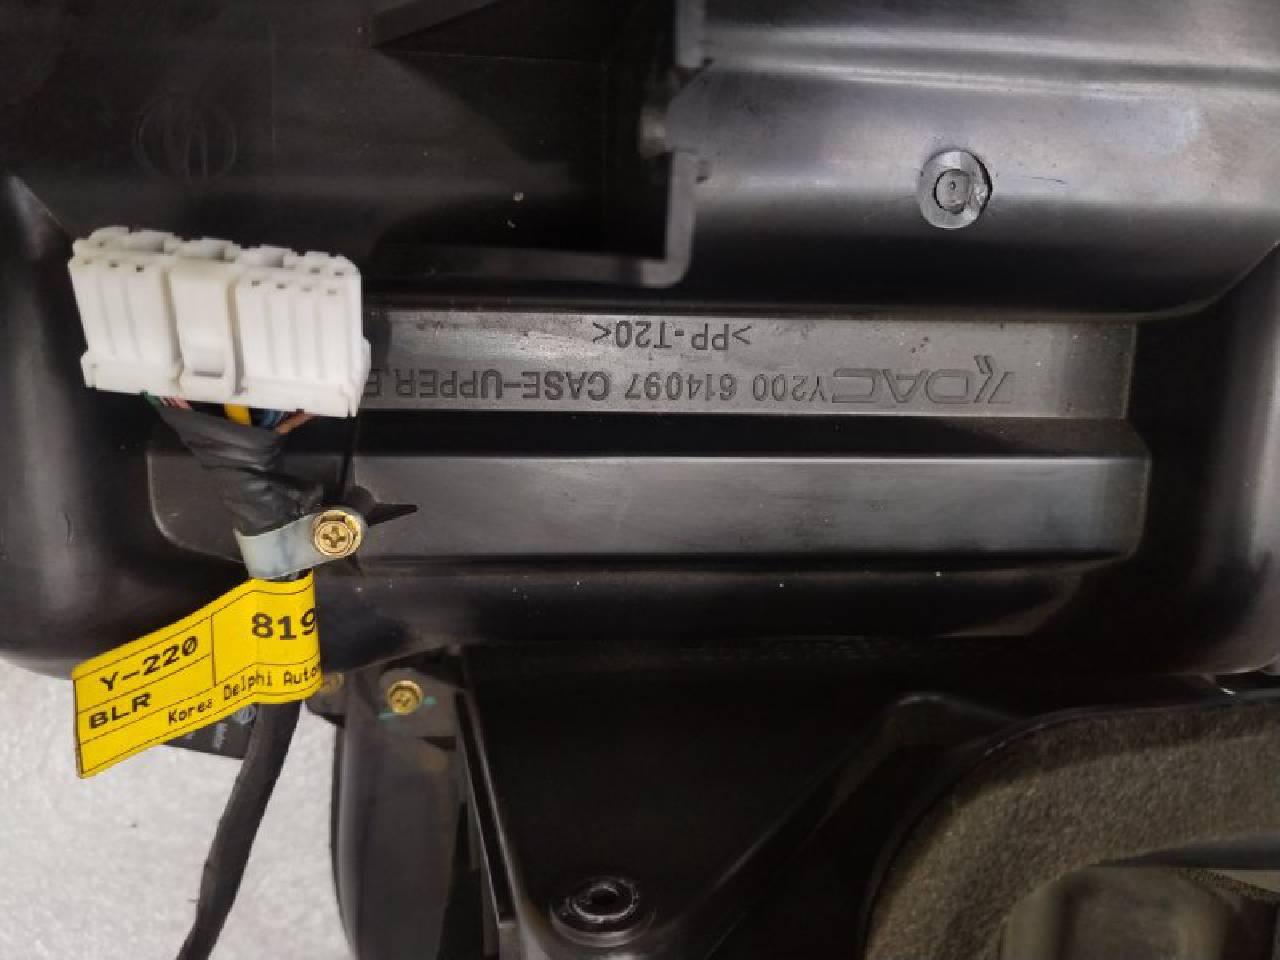 >PP-T20<
KDAC Y200 614097 CASE-UPPER
Y-220
819
BLR
Korea Delphi Auto